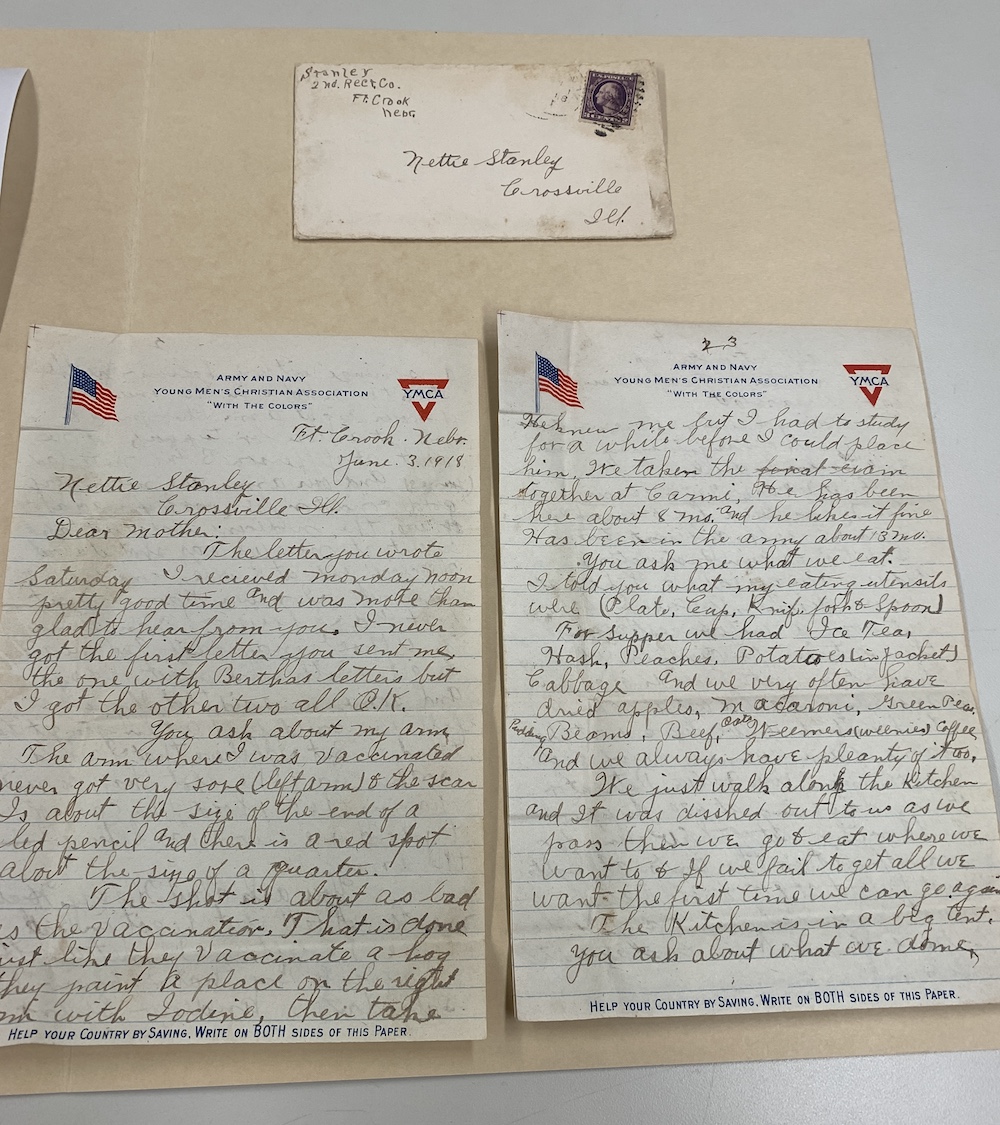 Stanley
2nd. Rect. Co.
Ft. Crook
Nebr.
U.S. POSTAGE
3 CENTS 3
Nettie Stanley
Crossville
Ill.
ARMY AND NAVY
YOUNG MEN'S CHRISTIAN ASSOCIATION
"WITH THE COLORS"
YMCA
Ft. Crook. Nebr.
June. 3. 1918
Nettie Stanley
Crossville Ill.
Dear Mother:
The letter you wrote
Saturday I recieved monday noon
pretty good time and was more than
glad to hear from you. I never
got the first letter you sent me,
the one with Berthas letters but
I got the other two all O.K.
You ask about my arm,
The arm where I was vaccinated
never got very sore (left arm) & the scar
Is about the size of the end of a
led pencil and there is a red spot
about the size of a quarter.
The shot is about as bad
as the vaccination. That is done
just like they vaccinate a hog
they paint a place on the right
arm with Iodine, then take
HELP YOUR COUNTRY BY SAVING, WRITE ON BOTH SIDES OF THIS PAPER.
2 3
ARMY AND NAVY
YOUNG MEN'S CHRISTIAN ASSOCIATION
"WITH THE COLORS"
YMCA
He knew me but I had to study
for a while before I could place
him, We taken the final exam
together at Carmi, He has been
here about 8 mo. and he likes it fine
Has been in the army about 13 mo.
You ask me what we eat.
I told you what my eating utensils
were (Plate, Cup, Knif, fork & Spoon)
For supper we had Ice Tea,
Hash, Peaches, Potatoes (in Jackets)
Cabbage and we very often have
dried apples, macaroni, Green Peas.
Pudding Beans, Beef, Oats Weemers (weenies) Coffee
and we always have pleanty of it too.
We just walk along the Kitchen
and It was disshed out to us as we
pass then we go & eat where we
want to & If we fail to get all we
want the first time we can go again
The Kitchen is in a big tent.
You ask about what we done,
HELP YOUR COUNTRY BY SAVING, WRITE ON BOTH SIDES OF THIS PAPER.